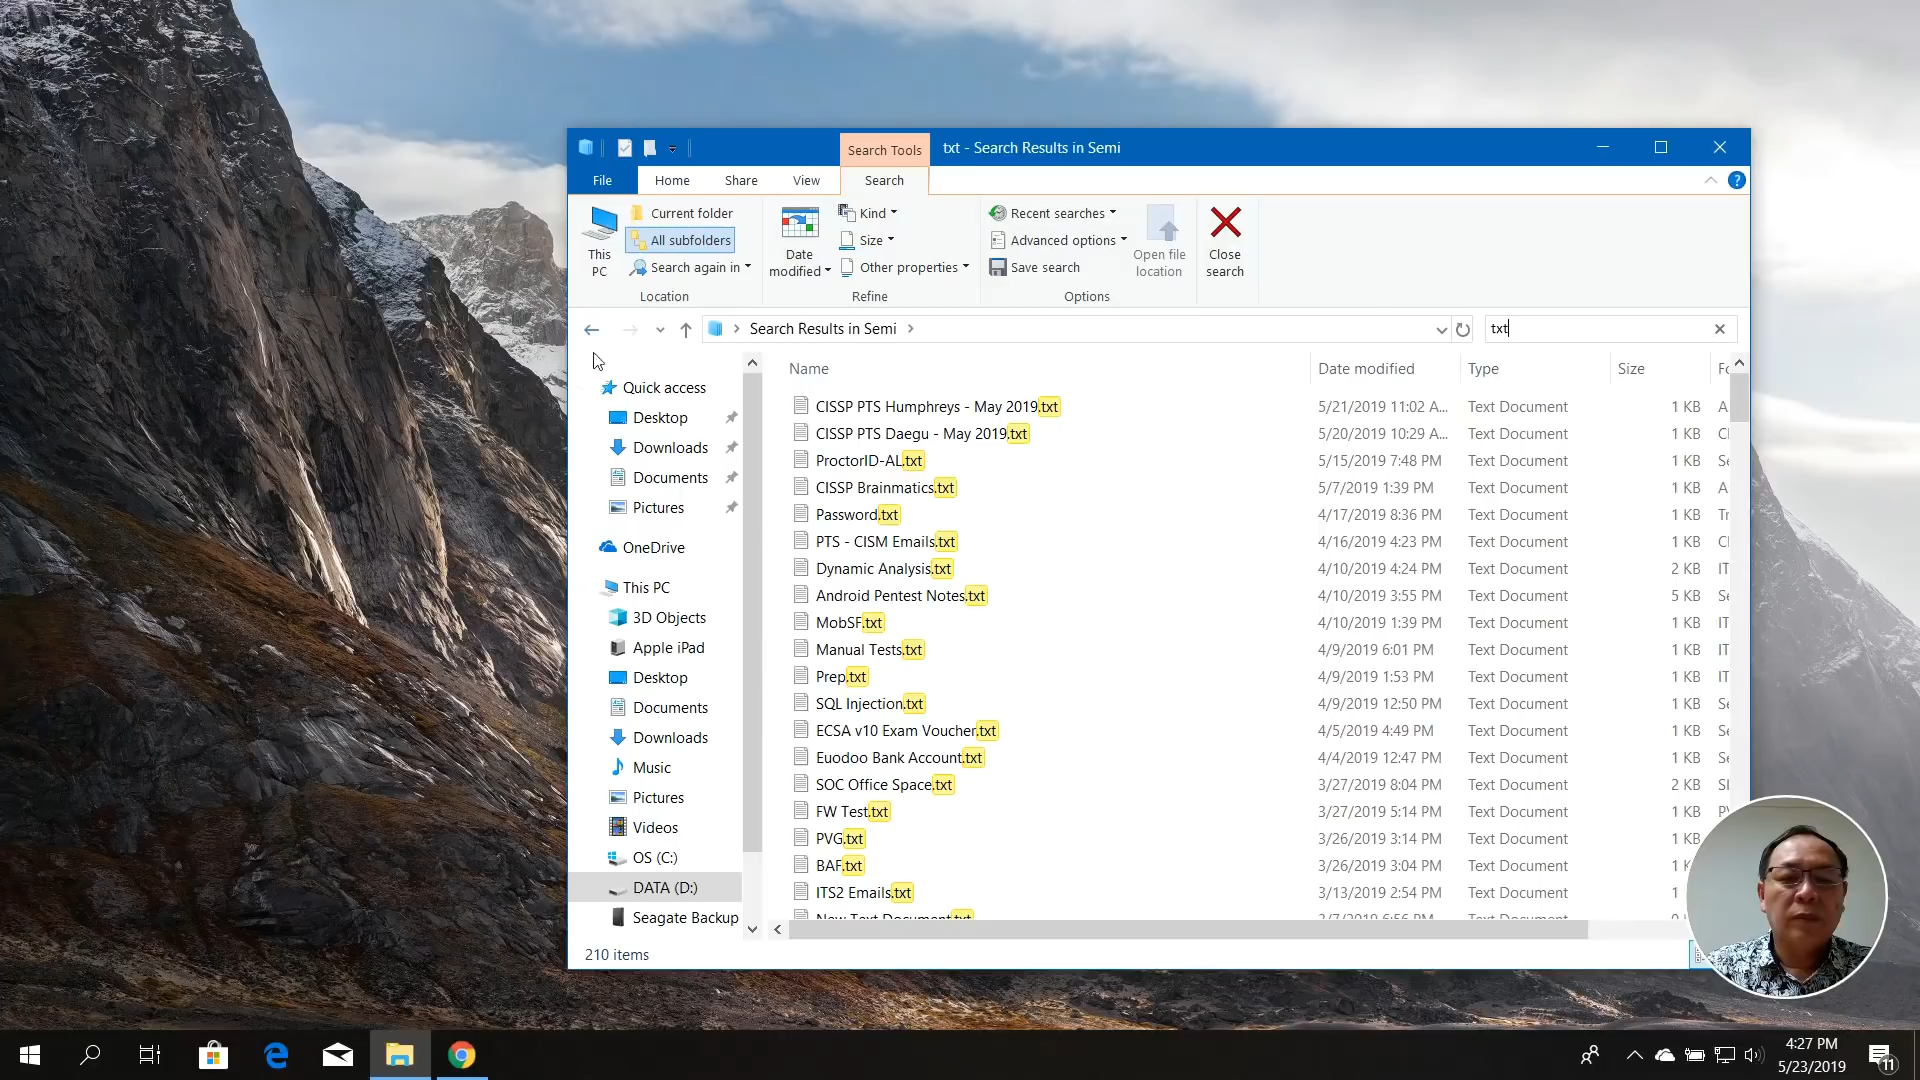 Search Tools
txt - Search Results in Semi
File
Home
Share
View
Search
This PC
Current folder
All subfolders
Search again in
Location
Date modified
Kind
Size
Other properties
Refine
Recent searches
Advanced options
Save search
Options
Open file location
Close search
Search Results in Semi
txt
Quick access
Desktop
Downloads
Documents
Pictures
OneDrive
This PC
3D Objects
Apple iPad
Desktop
Documents
Downloads
Music
Pictures
Videos
OS (C:)
DATA (D:)
Seagate Backup
Name Date modified Type Size
CISSP PTS Humphreys - May 2019.txt 5/21/2019 11:02 A... Text Document 1 KB A
CISSP PTS Daegu - May 2019.txt 5/20/2019 10:29 A... Text Document 1 KB
ProctorID-AL.txt 5/15/2019 7:48 PM Text Document 1 KB Se
CISSP Brainmatics.txt 5/7/2019 1:39 PM Text Document 1 KB A
Password.txt 4/17/2019 8:36 PM Text Document 1 KB Tr
PTS - CISM Emails.txt 4/16/2019 4:23 PM Text Document 1 KB
Dynamic Analysis.txt 4/10/2019 4:24 PM Text Document 2 KB IT
Android Pentest Notes.txt 4/10/2019 3:55 PM Text Document 5 KB Se
MobSF.txt 4/10/2019 1:39 PM Text Document 1 KB IT
Manual Tests.txt 4/9/2019 6:01 PM Text Document 1 KB IT
Prep.txt 4/9/2019 1:53 PM Text Document 1 KB IT
SQL Injection.txt 4/9/2019 12:50 PM Text Document 1 KB Se
ECSA v10 Exam Voucher.txt 4/5/2019 4:49 PM Text Document 1 KB Se
Euodoo Bank Account.txt 4/4/2019 12:47 PM Text Document 1 KB Se
SOC Office Space.txt 3/27/2019 8:04 PM Text Document 2 KB
FW Test.txt 3/27/2019 5:14 PM Text Document 1 KB
PVG.txt 3/26/2019 3:14 PM Text Document
BAF.txt 3/26/2019 3:04 PM Text Document
ITS2 Emails.txt 3/13/2019 2:54 PM Text Document 1
New Text Document.txt 3/7/2019 6:56 PM Text Document
210 items
4:27 PM
5/23/2019
11